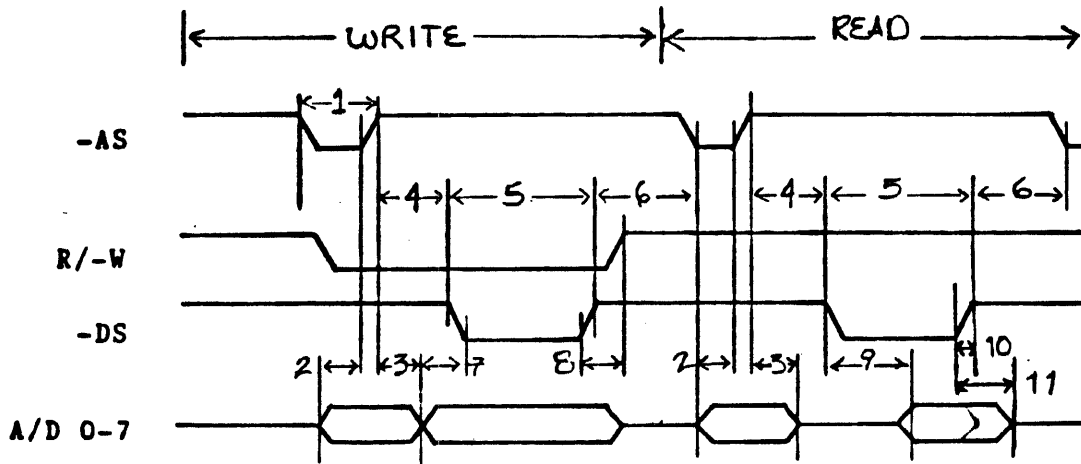 WRITE READ
1
-AS
4 5 6 4 5 6
R/-W
-DS
2 3 7 8 2 3 9 10
11
A/D 0-7